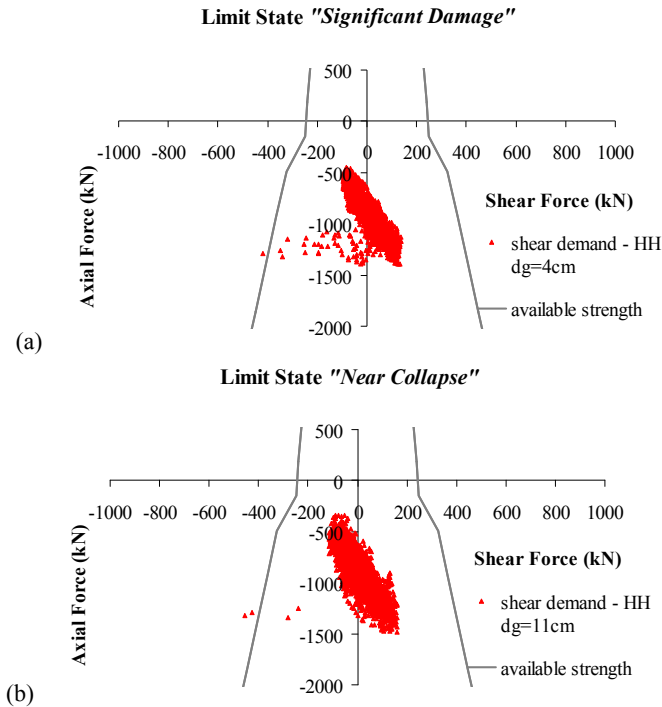 Limit State "Significant Damage"
500
0
-1000 -800 -600 -400 -200 0 200 400 600 800 1000
-500
-1000
-1500
-2000
Axial Force (kN)
Shear Force (kN)
shear demand - HH
dg=4cm
available strength
(a)
Limit State "Near Collapse"
500
0
-1000 -800 -600 -400 -200 0 200 400 600 800 1000
-500
-1000
-1500
-2000
Axial Force (kN)
Shear Force (kN)
shear demand - HH
dg=11cm
available strength
(b)